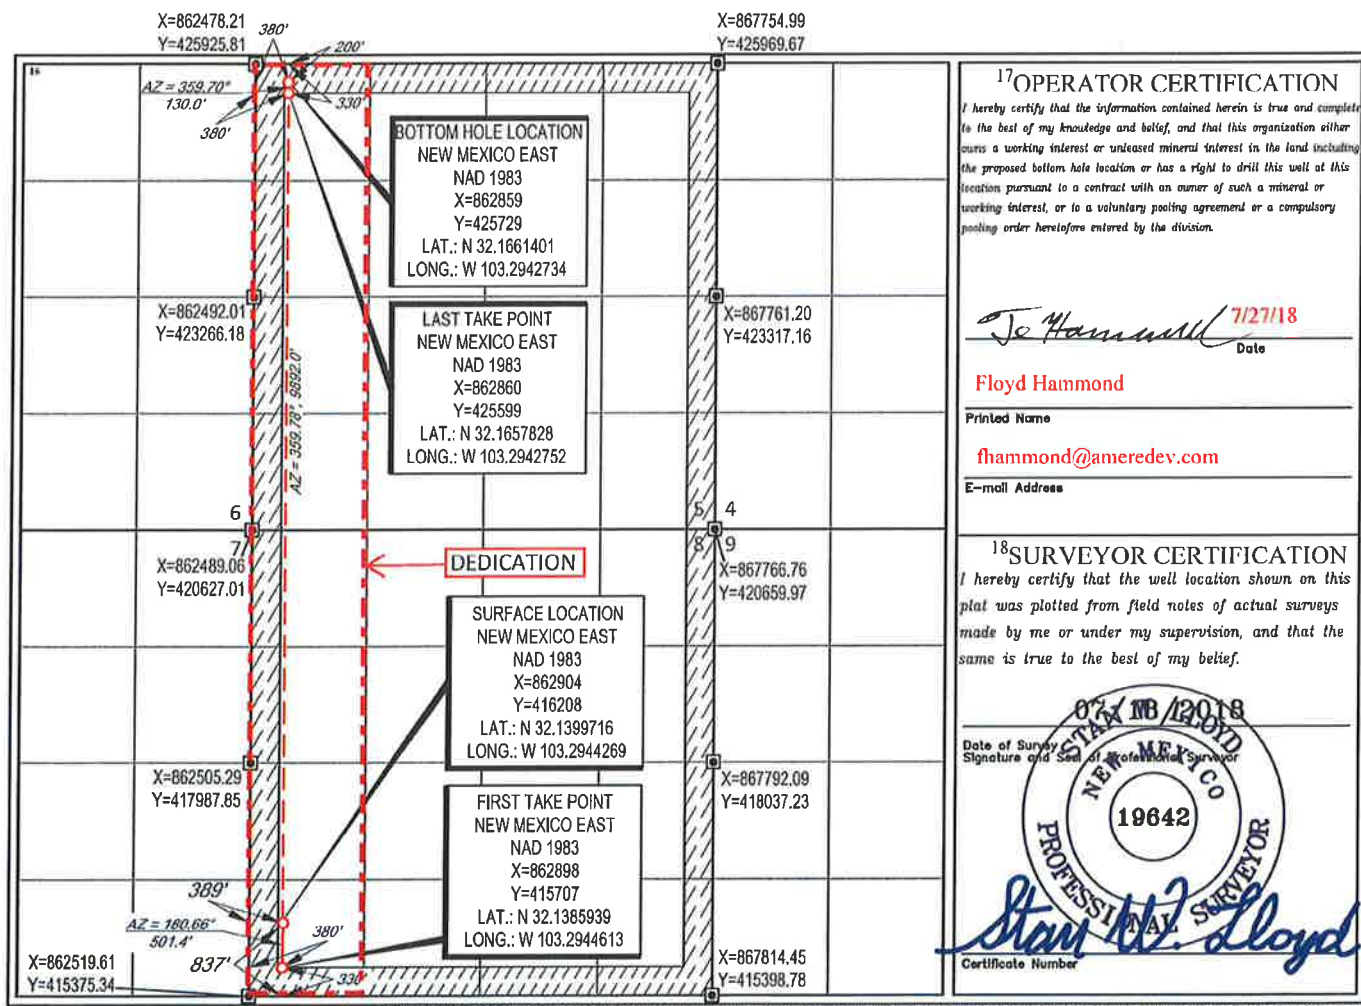 X=862478.21
Y=425925.81
380'
200'
X=867754.99
Y=425969.67
16
AZ = 359.70°
130.0'
380'
330'
BOTTOM HOLE LOCATION
NEW MEXICO EAST
NAD 1983
X=862859
Y=425729
LAT.: N 32.1661401
LONG.: W 103.2942734
X=862492.01
Y=423266.18
LAST TAKE POINT
NEW MEXICO EAST
NAD 1983
X=862860
Y=425599
LAT.: N 32.1657828
LONG.: W 103.2942752
X=867761.20
Y=423317.16
AZ = 359.78°, 9892.0'
6
5
4
7
8
9
X=862489.06
Y=420627.01
DEDICATION
X=867766.76
Y=420659.97
SURFACE LOCATION
NEW MEXICO EAST
NAD 1983
X=862904
Y=416208
LAT.: N 32.1399716
LONG.: W 103.2944269
X=862505.29
Y=417987.85
X=867792.09
Y=418037.23
FIRST TAKE POINT
NEW MEXICO EAST
NAD 1983
X=862898
Y=415707
LAT.: N 32.1385939
LONG.: W 103.2944613
389'
AZ = 180.66°
501.4'
380'
837'
330'
X=862519.61
Y=415375.34
X=867814.45
Y=415398.78
17 OPERATOR CERTIFICATION
I hereby certify that the information contained herein is true and complete
to the best of my knowledge and belief, and that this organization either
owns a working interest or unleased mineral interest in the land including
the proposed bottom hole location or has a right to drill this well at this
location pursuant to a contract with an owner of such a mineral or
working interest, or to a voluntary pooling agreement or a compulsory
pooling order heretofore entered by the division.
7/27/18
Date
Floyd Hammond
Printed Name
fhammond@ameredev.com
E-mail Address
18 SURVEYOR CERTIFICATION
I hereby certify that the well location shown on this
plat was plotted from field notes of actual surveys
made by me or under my supervision, and that the
same is true to the best of my belief.
Date of Survey
Signature and Seal of Professional Surveyor
NEW MEXICO
19642
PROFESSIONAL SURVEYOR
Stan W. Lloyd
Certificate Number